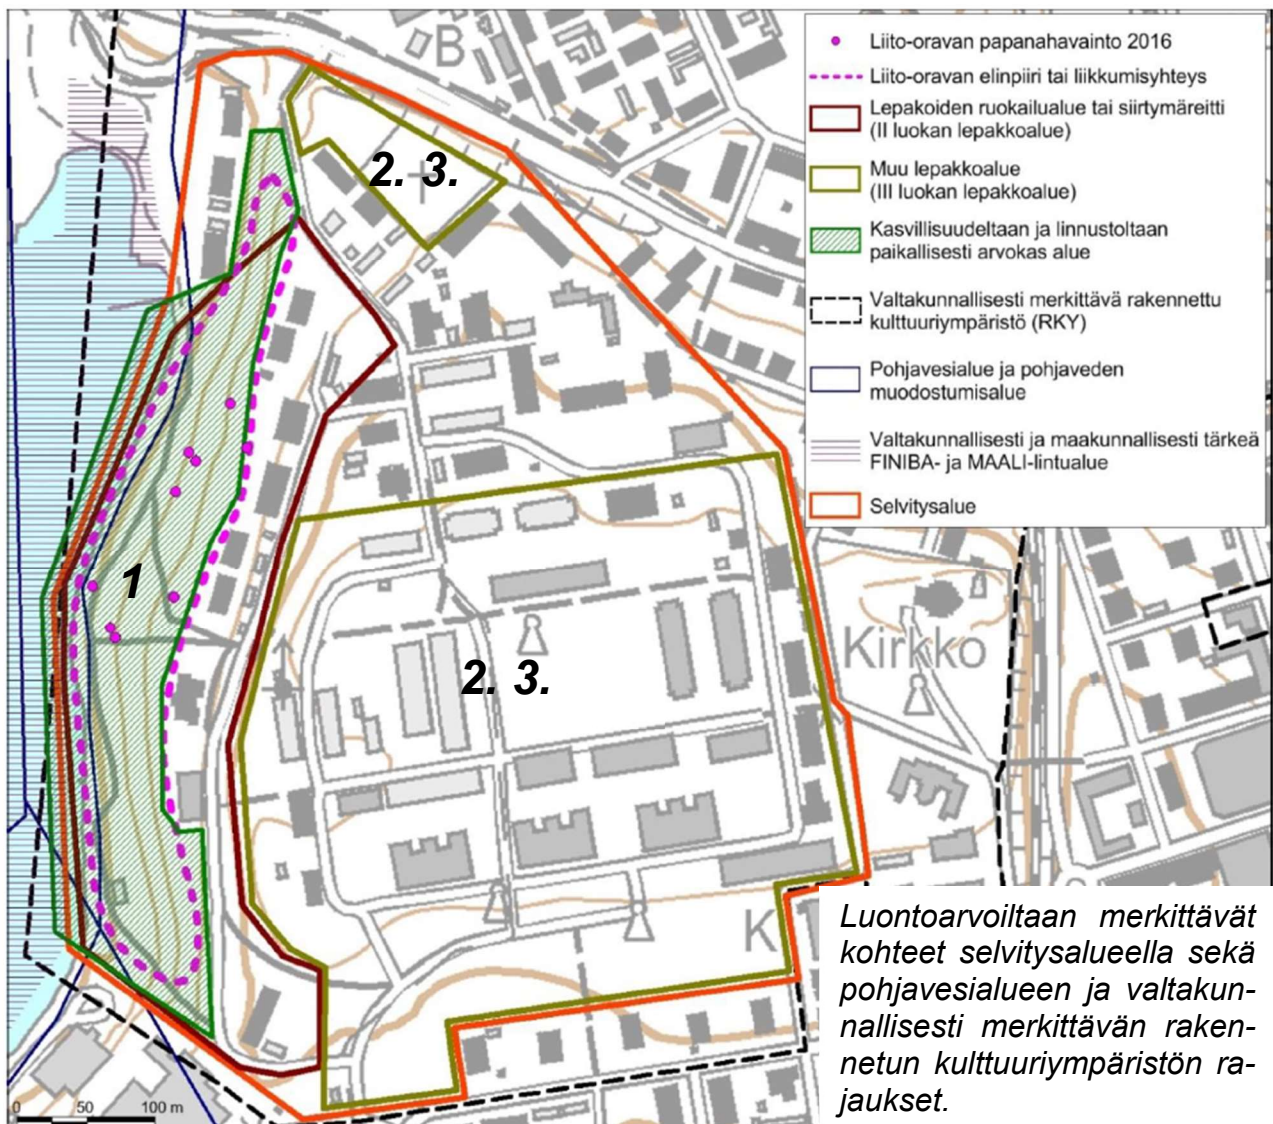 B
2. 3.
1
2. 3.
Kirkko
K
0 50 100 m
Liito-oravan papanahavainto 2016
Liito-oravan elinpiiri tai liikkumisyhteys
Lepakoiden ruokailualue tai siirtymäreitti
(II luokan lepakkoalue)
Muu lepakkoalue
(III luokan lepakkoalue)
Kasvillisuudeltaan ja linnustoltaan
paikallisesti arvokas alue
Valtakunnallisesti merkittävä rakennettu
kulttuuriympäristö (RKY)
Pohjavesialue ja pohjaveden
muodostumisalue
Valtakunnallisesti ja maakunnallisesti tärkeä
FINIBA- ja MAALI-lintualue
Selvitysalue
Luontoarvoiltaan merkittävät
kohteet selvitysalueella sekä
pohjavesialueen ja valtakun-
nallisesti merkittävän raken-
netun kulttuuriympäristön ra-
jaukset.